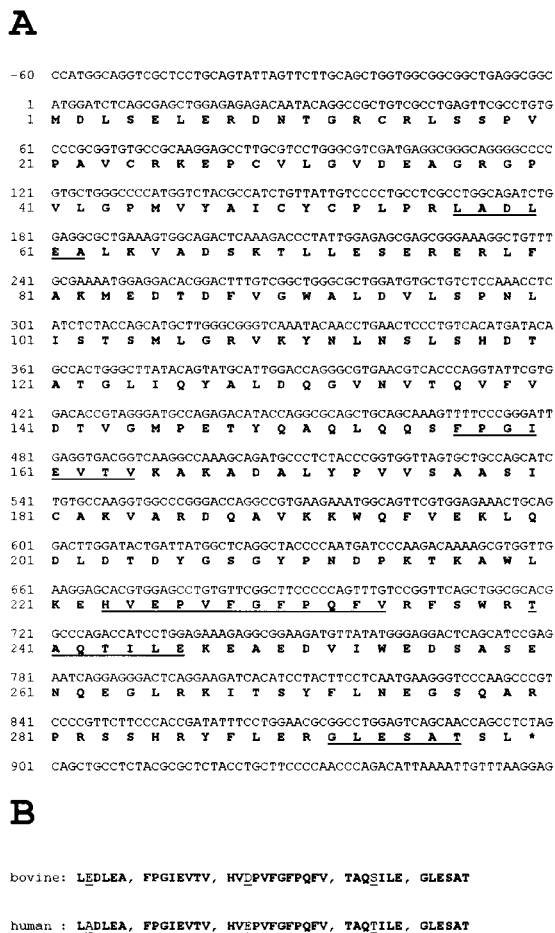 A
-60 CCATGGCAGGTCGCTCCTGCAGTATTAGTTCTTGCAGCTGGTGGCGGCGGCTGAGGCGGC
1 ATGGATCTCAGCGAGCTGGAGAGAGACAATACAGGCCGCTGTCGCCTGAGTTCGCCTGTG
1 M D L S E L E R D N T G R C R L S S P V
61 CCCGCGGTGTGCCGCAAGGAGCCTTGCGTCCTGGGCGTCGATGAGGCGGGCAGGGGCCCC
21 P A V C R K E P C V L G V D E A G R G P
121 GTGCTGGGCCCCATGGTCTACGCCATCTGTTATTGTCCCCTGCCTCGCCTGGCAGATCTG
41 V L G P M V Y A I C Y C P L P R L A D L
181 GAGGCGCTGAAAGTGGCAGACTCAAAGACCCTATTGGAGAGCGAGCGGGAAAGGCTGTTT
61 E A L K V A D S K T L L E S E R E R L F
241 GCGAAAATGGAGGACACGGACTTTGTCGGCTGGGCGCTGGATGTGCTGTCTCCAAACCTC
81 A K M E D T D F V G W A L D V L S P N L
301 ATCTCTACCAGCATGCTTGGGCGGGTCAAATACAACCTGAACTCCCTGTCACATGATACA
101 I S T S M L G R V K Y N L N S L S H D T
361 GCCACTGGGCTTATACAGTATGCATTGGACCAGGGCGTGAACGTCACCCAGGTATTCGTG
121 A T G L I Q Y A L D Q G V N V T Q V F V
421 GACACCGTAGGGATGCCAGAGACATACCAGGCGCAGCTGCAGCAAAGTTTTCCCGGGATT
141 D T V G M P E T Y Q A Q L Q Q S F P G I
481 GAGGTGACGGTCAAGGCCAAAGCAGATGCCCTCTACCCGGTGGTTAGTGCTGCCAGCATC
161 E V T V K A K A D A L Y P V V S A A S I
541 TGTGCCAAGGTGGCCCGGGACCAGGCCGTGAAGAAATGGCAGTTCGTGGAGAAACTGCAG
181 C A K V A R D Q A V K K W Q F V E K L Q
601 GACTTGGATACTGATTATGGCTCAGGCTACCCCAATGATCCCAAGACAAAAGCGTGGTTG
201 D L D T D Y G S G Y P N D P K T K A W L
661 AAGGAGCACGTGGAGCCTGTGTTCGGCTTCCCCCAGTTTGTCCGGTTCAGCTGGCGCACG
221 K E H V E P V F G F P Q F V R F S W R T
721 GCCCAGACCATCCTGGAGAAAGAGGCGGAAGATGTTATATGGGAGGACTCAGCATCCGAG
241 A Q T I L E K E A E D V I W E D S A S E
781 AATCAGGAGGGACTCAGGAAGATCACATCCTACTTCCTCAATGAAGGGTCCCAAGCCCGT
261 N Q E G L R K I T S Y F L N E G S Q A R
841 CCCCGTTCTTCCCACCGATATTTCCTGGAACGCGGCCTGGAGTCAGCAACCAGCCTCTAG
281 P R S S H R Y F L E R G L E S A T S L *
901 CAGCTGCCTCTACGCGCTCTACCTGCTTCCCCAACCCAGACATTAAAATTGTTTAAGGAG
B
bovine: LEDLEA, FPGIEVTV, HVDPVFGFPQFV, TAQSILE, GLESAT
human : LADLEA, FPGIEVTV, HVEPVFGFPQFV, TAQTILE, GLESAT